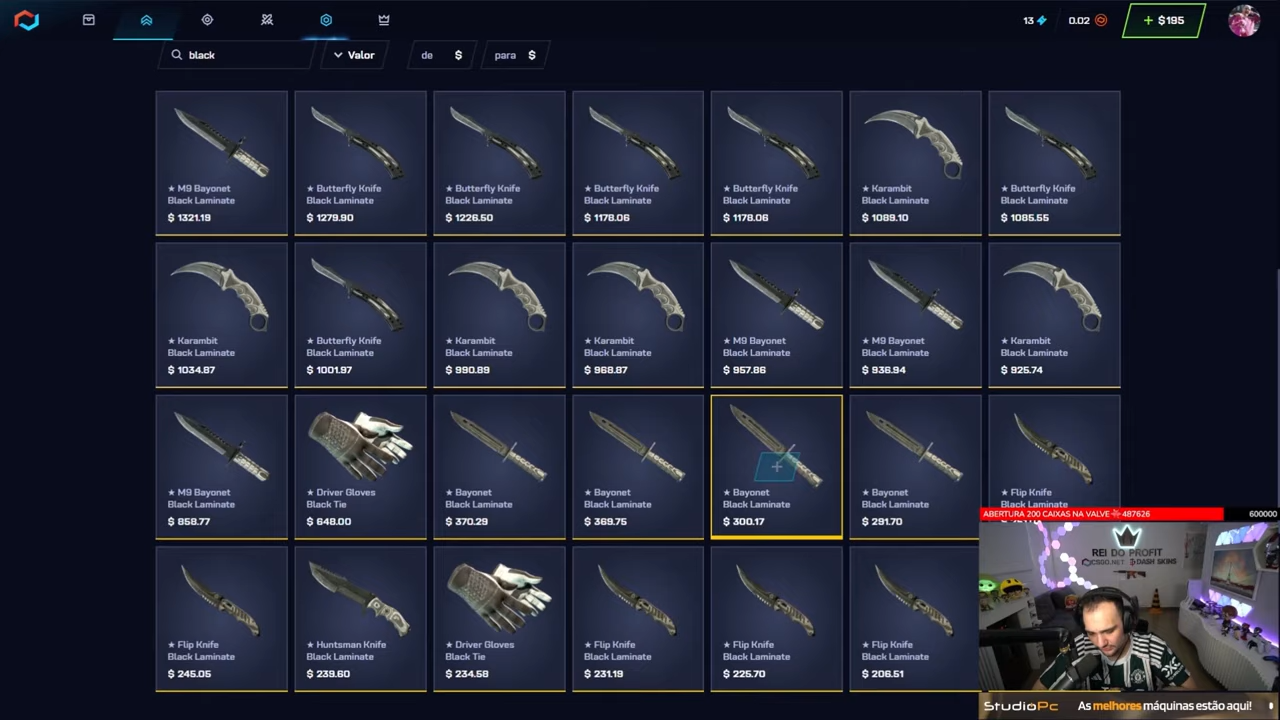 13
0.02
+ $195
black
Valor
de $
para $
★ M9 Bayonet
Black Laminate
$ 1321.19
★ Butterfly Knife
Black Laminate
$ 1279.90
★ Butterfly Knife
Black Laminate
$ 1226.50
★ Butterfly Knife
Black Laminate
$ 1178.06
★ Butterfly Knife
Black Laminate
$ 1178.06
★ Karambit
Black Laminate
$ 1089.10
★ Butterfly Knife
Black Laminate
$ 1085.55
★ Karambit
Black Laminate
$ 1034.87
★ Butterfly Knife
Black Laminate
$ 1001.97
★ Karambit
Black Laminate
$ 990.89
★ Karambit
Black Laminate
$ 968.87
★ M9 Bayonet
Black Laminate
$ 957.86
★ M9 Bayonet
Black Laminate
$ 936.94
★ Karambit
Black Laminate
$ 925.74
★ M9 Bayonet
Black Laminate
$ 858.77
★ Driver Gloves
Black Tie
$ 648.00
★ Bayonet
Black Laminate
$ 370.29
★ Bayonet
Black Laminate
$ 369.75
★ Bayonet
Black Laminate
$ 300.17
★ Bayonet
Black Laminate
$ 291.70
★ Flip Knife
Black Laminate
ABERTURA 200 CAIXAS NA VALVE 487626
600000
★ Flip Knife
Black Laminate
$ 245.05
★ Huntsman Knife
Black Laminate
$ 239.60
★ Driver Gloves
Black Tie
$ 234.58
★ Flip Knife
Black Laminate
$ 231.19
★ Flip Knife
Black Laminate
$ 225.70
★ Flip Knife
Black Laminate
$ 206.51
REI DO PROFIT
CSGO.NET DASH SKINS
StudioPc
As melhores máquinas estão aqui!